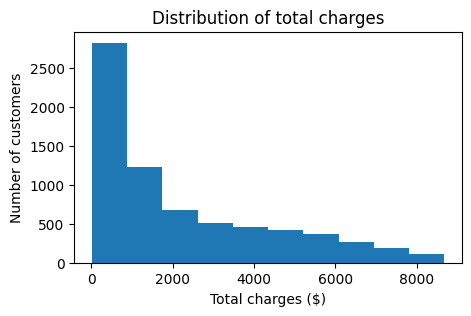 Distribution of total charges
2500
2000
1500
1000
500
0
Number of customers
0 2000 4000 6000 8000
Total charges ($)